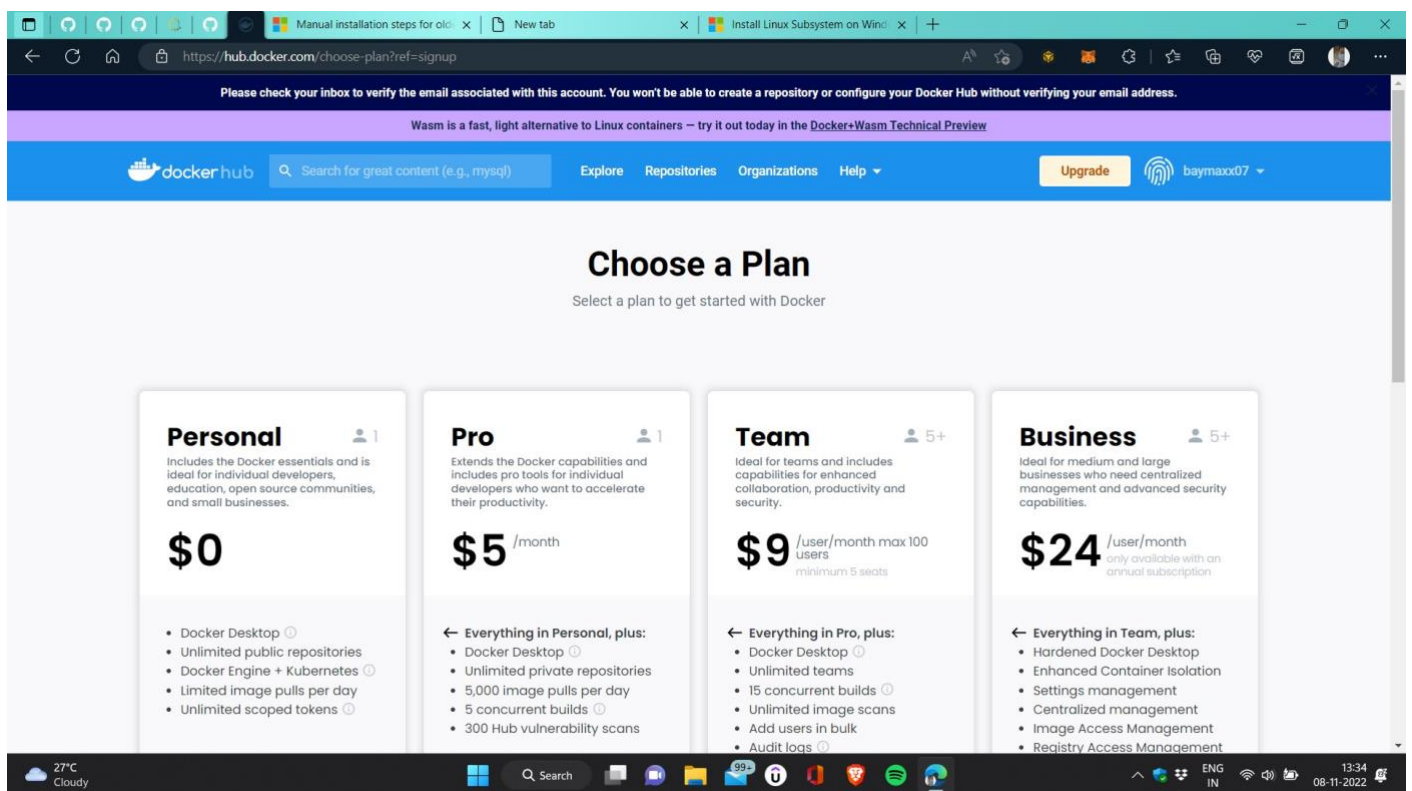 Manual installation steps for old
New tab
Install Linux Subsystem on Wind
https://hub.docker.com/choose-plan?ref=signup
Please check your inbox to verify the email associated with this account. You won't be able to create a repository or configure your Docker Hub without verifying your email address.
Wasm is a fast, light alternative to Linux containers — try it out today in the Docker+Wasm Technical Preview
dockerhub
Search for great content (e.g., mysql)
Explore
Repositories
Organizations
Help
Upgrade
baymaxx07
Choose a Plan
Select a plan to get started with Docker
Personal
1
Includes the Docker essentials and is
ideal for individual developers,
education, open source communities,
and small businesses.
$0
• Docker Desktop
• Unlimited public repositories
• Docker Engine + Kubernetes
• Limited image pulls per day
• Unlimited scoped tokens
Pro
1
Extends the Docker capabilities and
includes pro tools for individual
developers who want to accelerate
their productivity.
$5 /month
← Everything in Personal, plus:
• Docker Desktop
• Unlimited private repositories
• 5,000 image pulls per day
• 5 concurrent builds
• 300 Hub vulnerability scans
Team
5+
Ideal for teams and includes
capabilities for enhanced
collaboration, productivity and
security.
$9 /user/month max 100
users
minimum 5 seats
← Everything in Pro, plus:
• Docker Desktop
• Unlimited teams
• 15 concurrent builds
• Unlimited image scans
• Add users in bulk
• Audit logs
Business
5+
Ideal for medium and large
businesses who need centralized
management and advanced security
capabilities.
$24 /user/month
only available with an
annual subscription
← Everything in Team, plus:
• Hardened Docker Desktop
• Enhanced Container Isolation
• Settings management
• Centralized management
• Image Access Management
• Registry Access Management
27°C
Cloudy
Search
99+
ENG
IN
13:34
08-11-2022